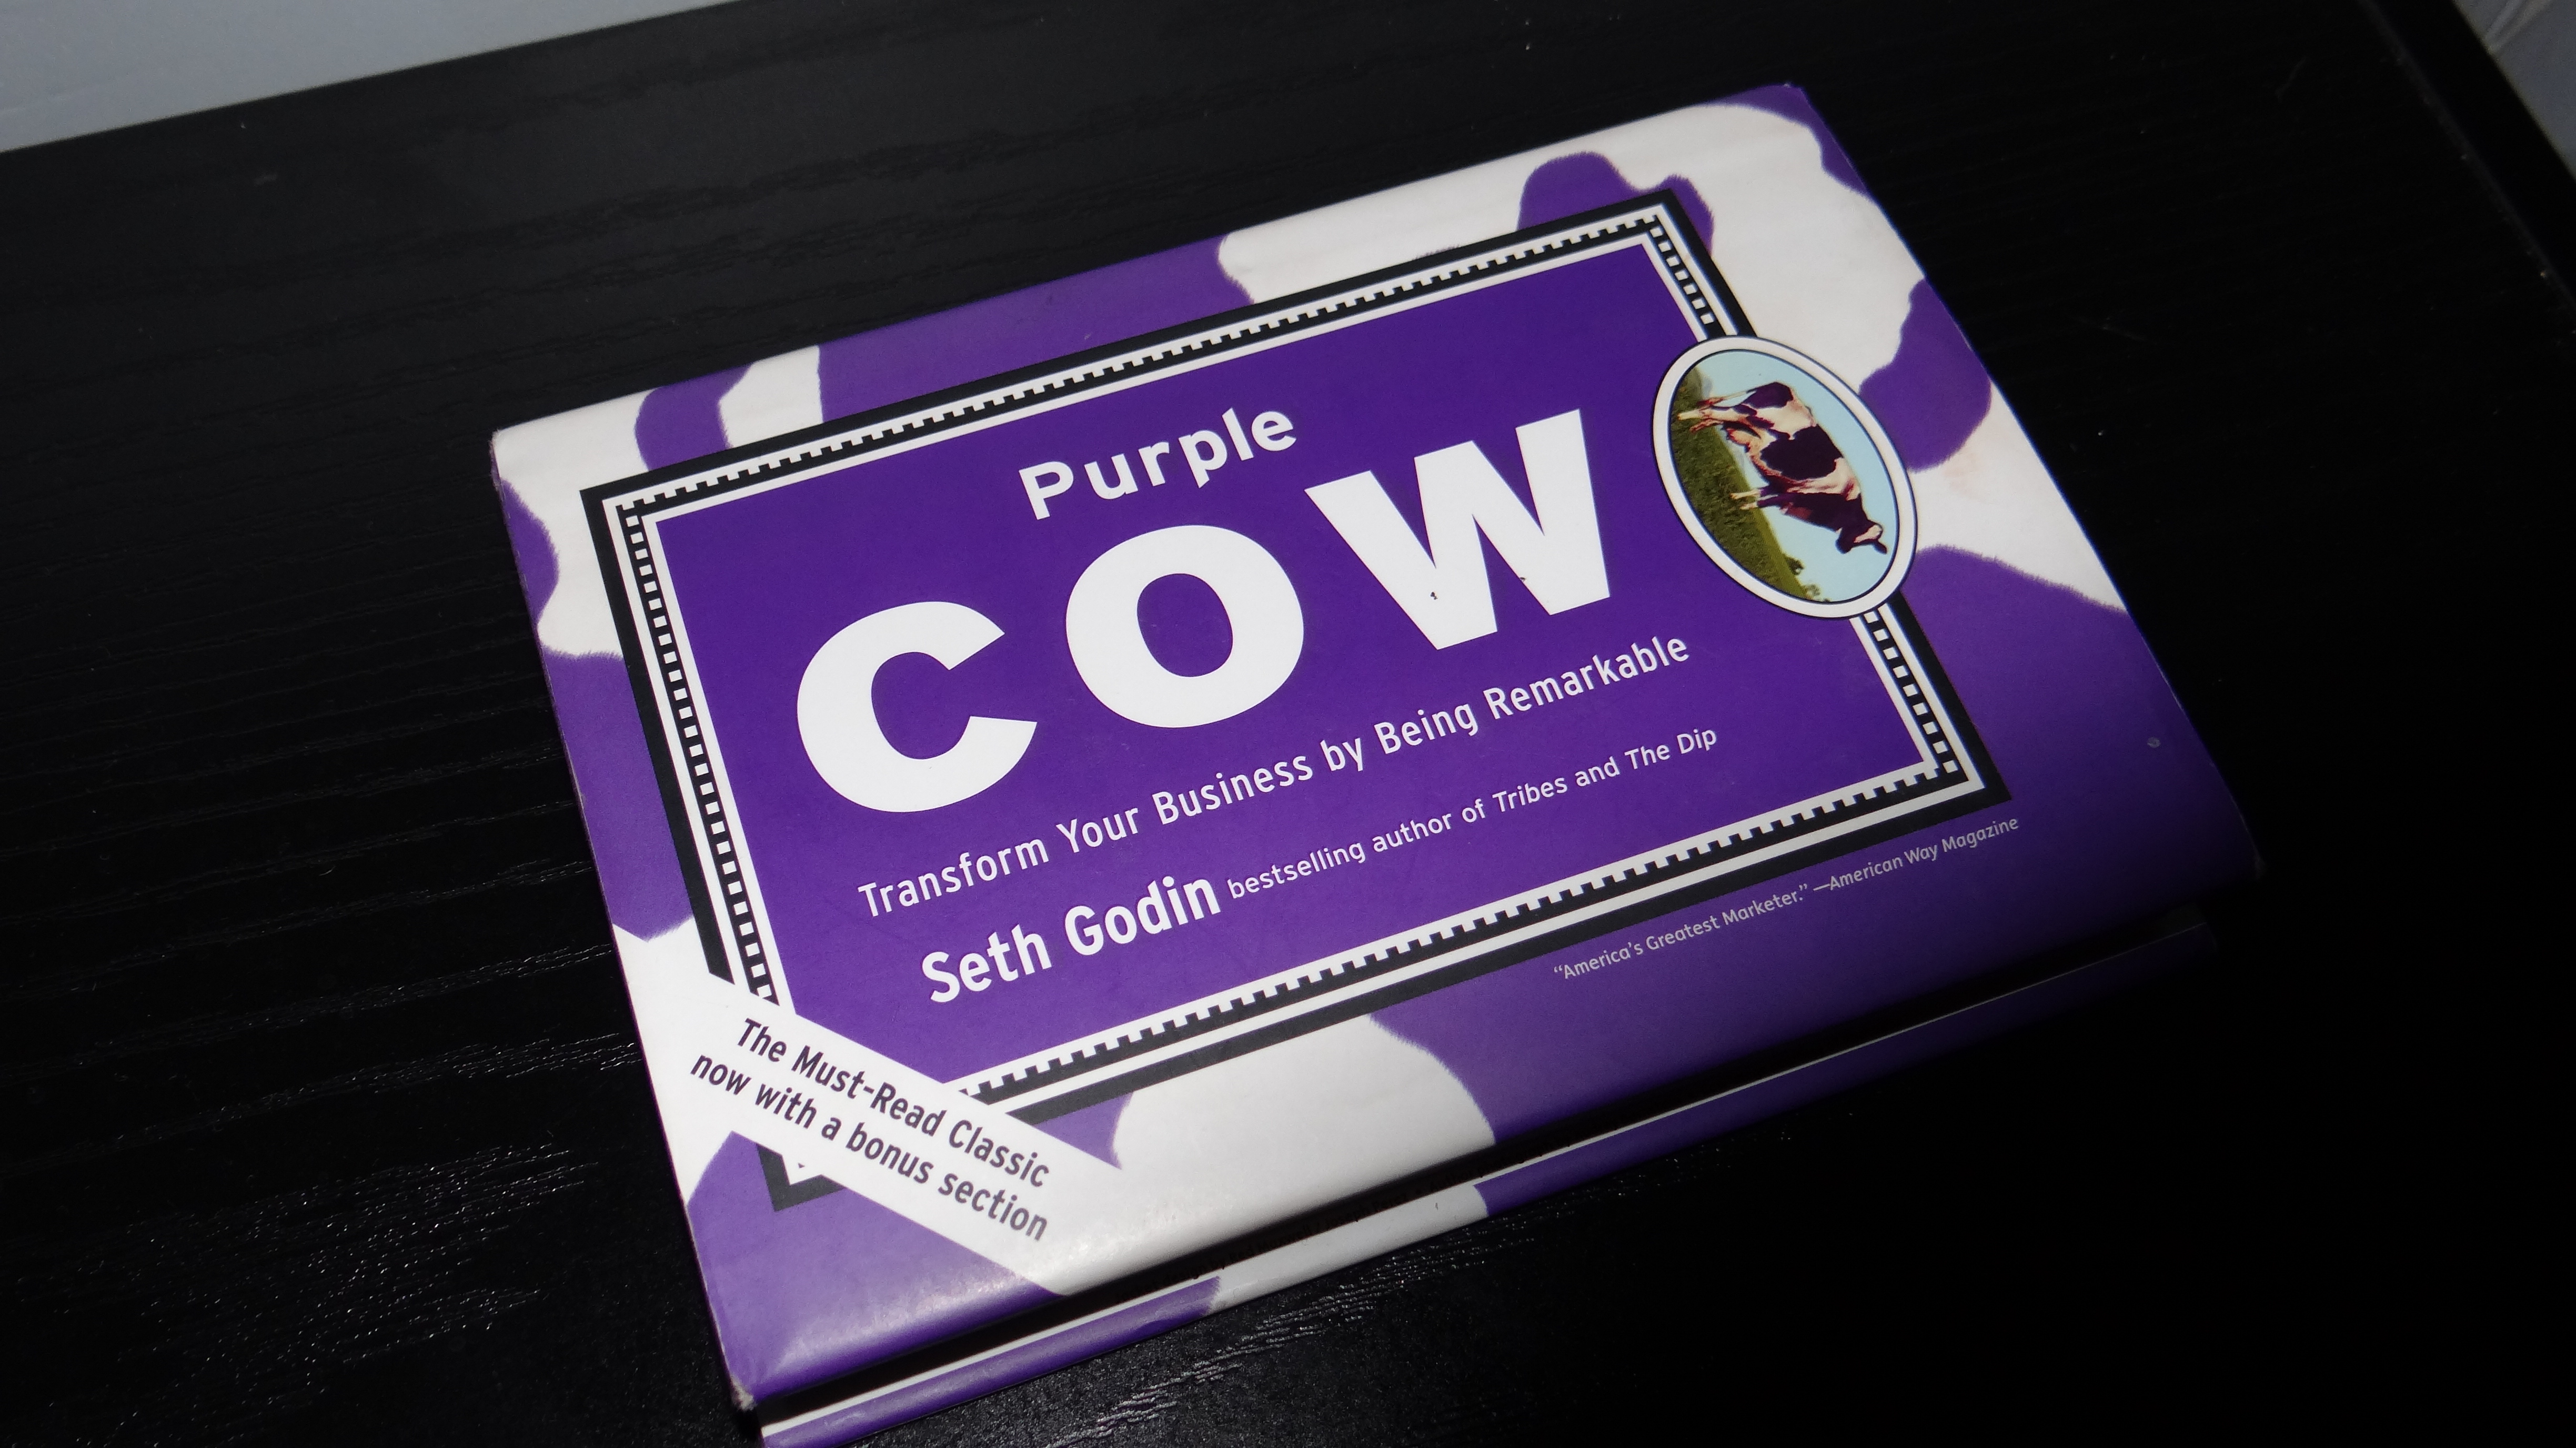 Purple
cow
Transform Your Business by Being Remarkable
Seth Godin bestselling author of Tribes and The Dip
"America's Greatest Marketer." —American Way Magazine
The Must-Read Classic
now with a bonus section